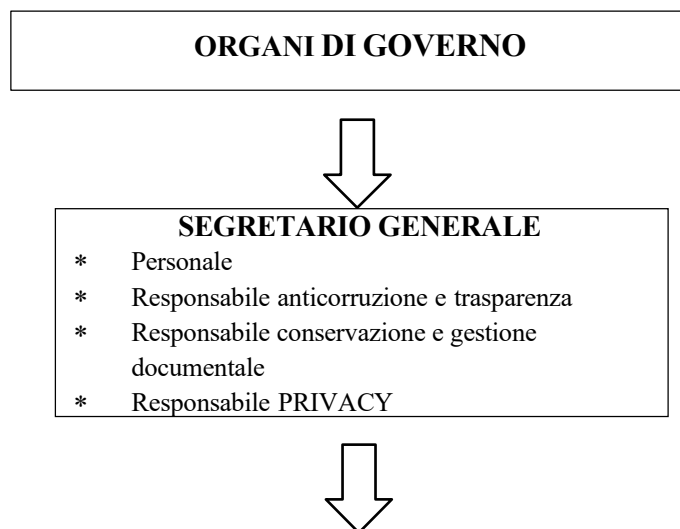 ORGANI DI GOVERNO
SEGRETARIO GENERALE
* Personale
* Responsabile anticorruzione e trasparenza
* Responsabile conservazione e gestione
documentale
* Responsabile PRIVACY